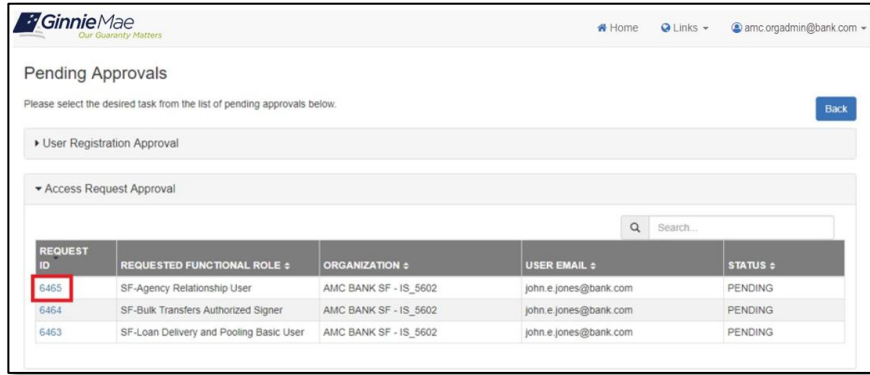 GinnieMae
Our Guaranty Matters
Home Links amc.orgadmin@bank.com
Pending Approvals
Please select the desired task from the list of pending approvals below.
Back
User Registration Approval
Access Request Approval
Search...
REQUEST
ID REQUESTED FUNCTIONAL ROLE ORGANIZATION USER EMAIL STATUS
6465 SF-Agency Relationship User AMC BANK SF - IS_5602 john.e.jones@bank.com PENDING
6464 SF-Bulk Transfers Authorized Signer AMC BANK SF - IS_5602 john.e.jones@bank.com PENDING
6463 SF-Loan Delivery and Pooling Basic User AMC BANK SF - IS_5602 john.e.jones@bank.com PENDING